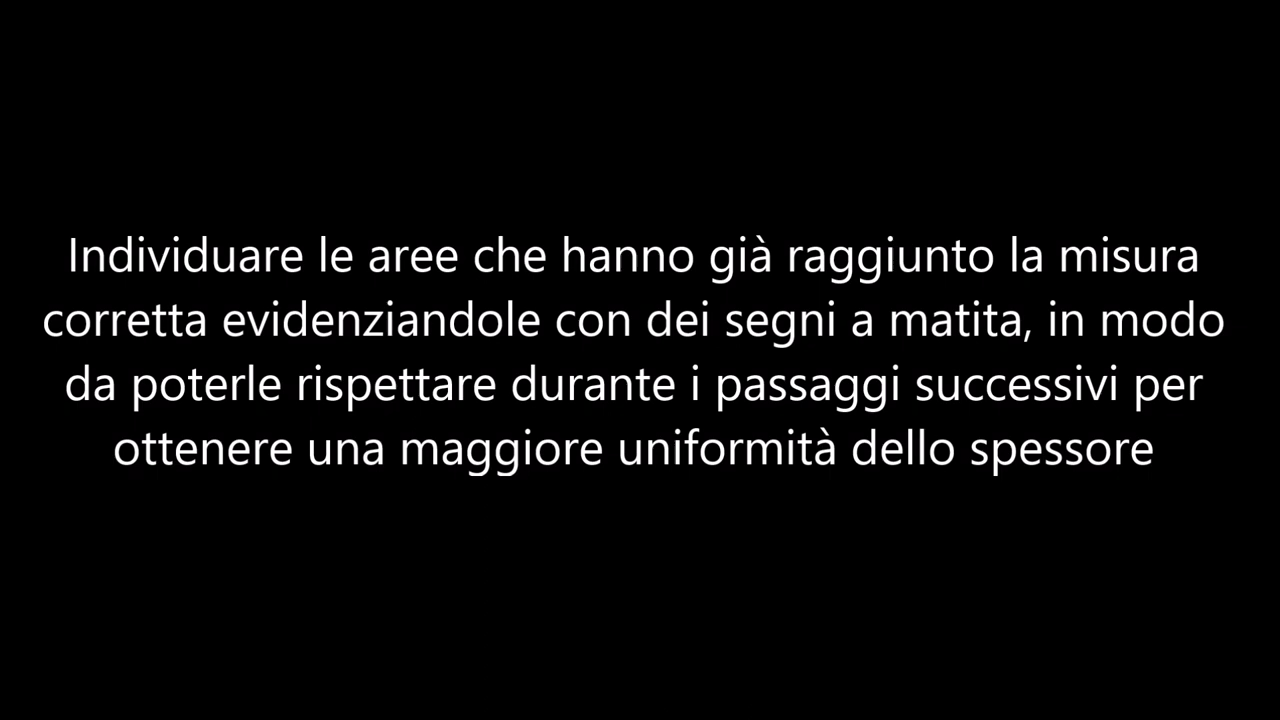 Individuare le aree che hanno già raggiunto la misura
corretta evidenziandole con dei segni a matita, in modo
da poterle rispettare durante i passaggi successivi per
ottenere una maggiore uniformità dello spessore